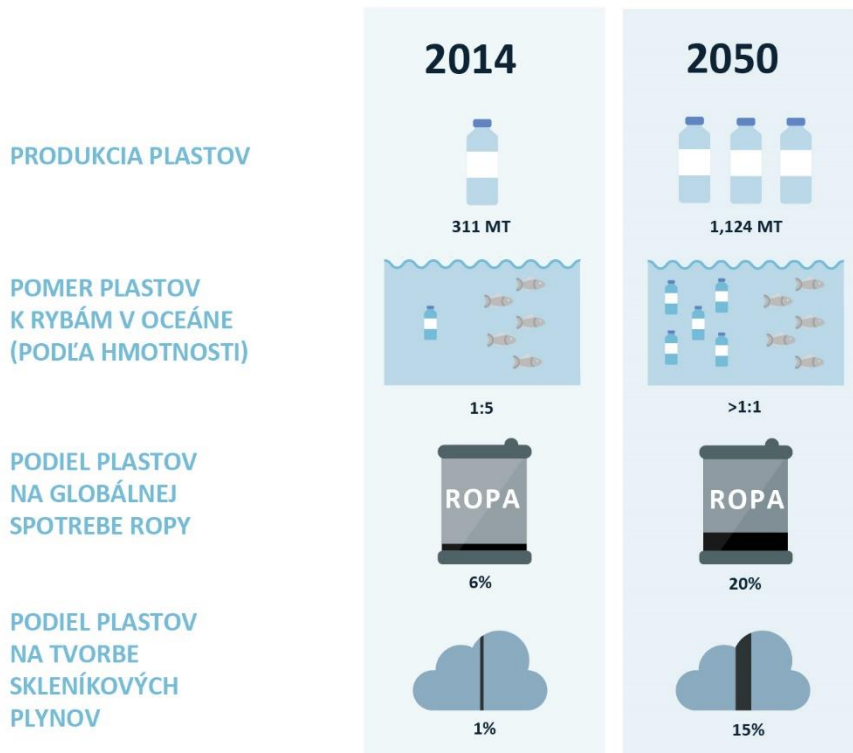 2014
2050
PRODUKCIA PLASTOV
311 MT
1,124 MT
POMER PLASTOV
K RYBÁM V OCEÁNE
(PODĽA HMOTNOSTI)
1:5
>1:1
PODIEL PLASTOV
NA GLOBÁLNEJ
SPOTREBE ROPY
ROPA
ROPA
6%
20%
PODIEL PLASTOV
NA TVORBE
SKLENÍKOVÝCH
PLYNOV
1%
15%